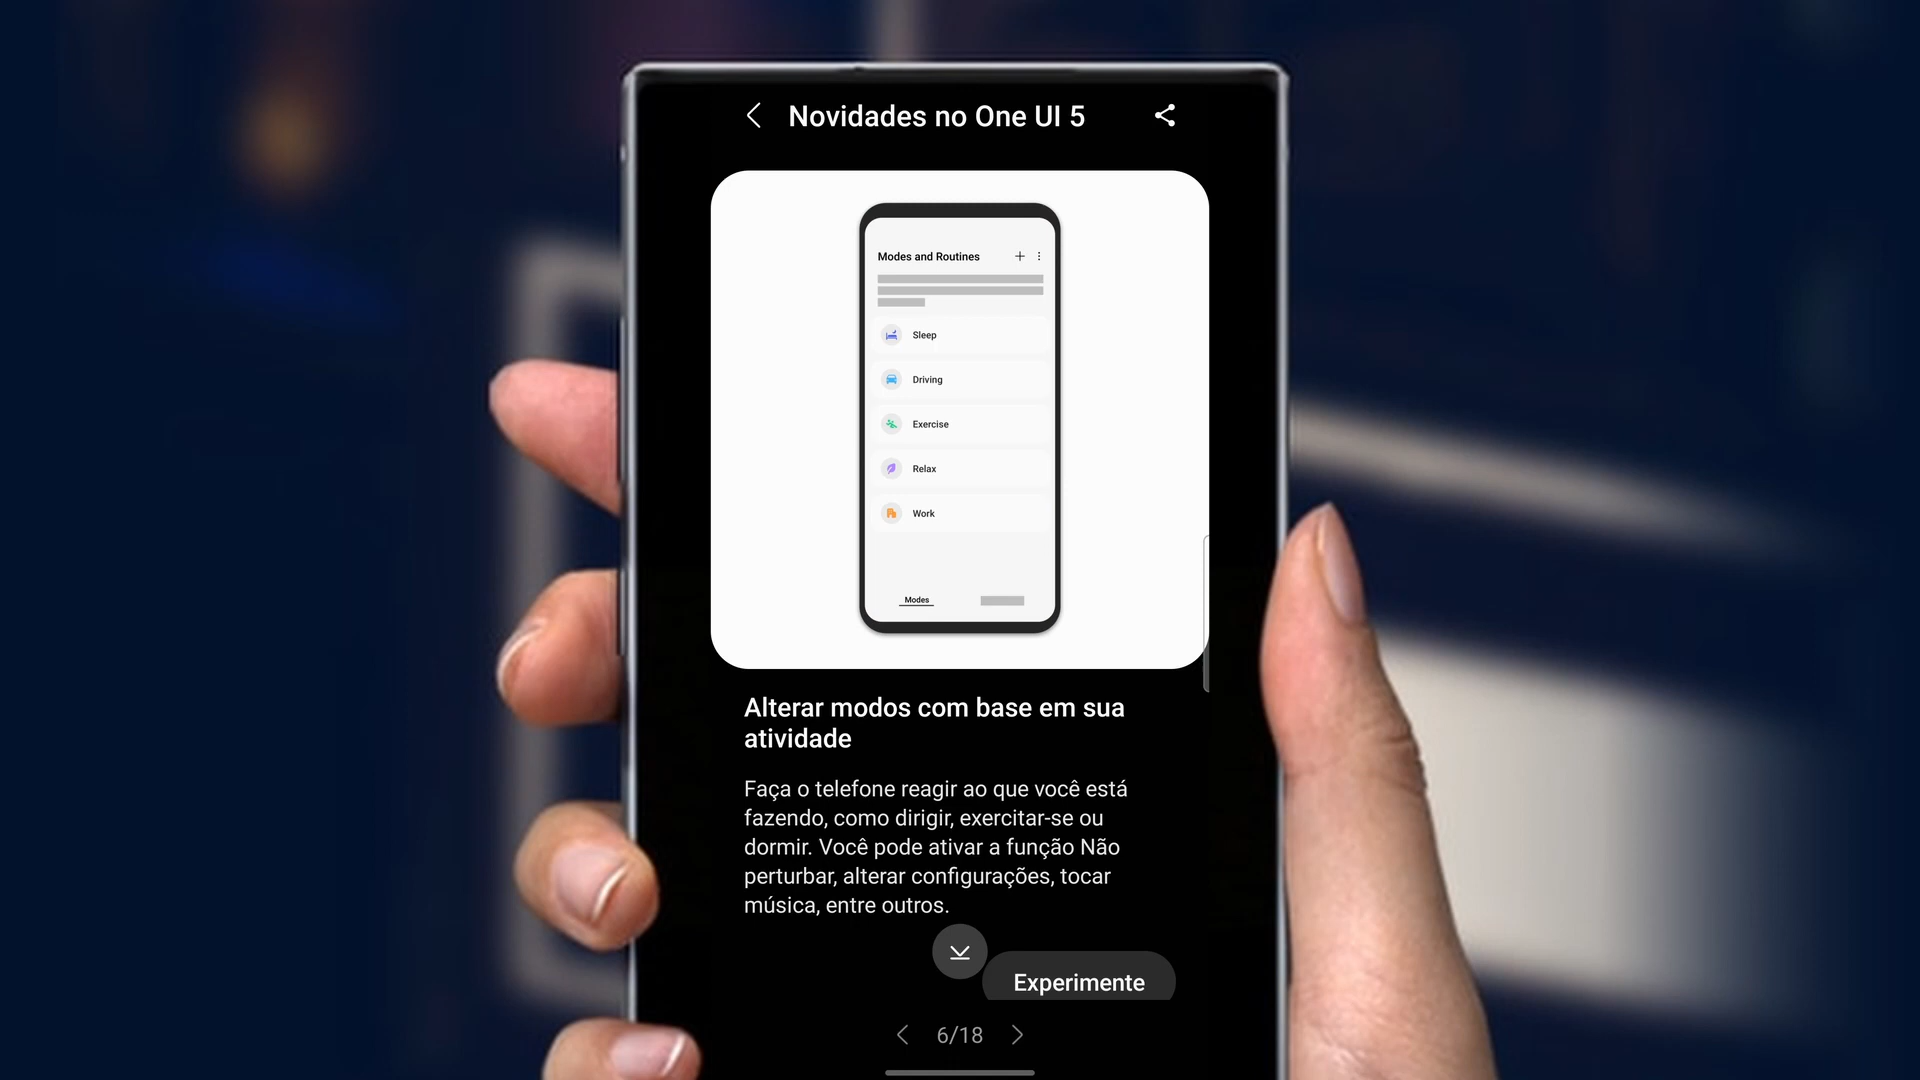 Novidades no One UI 5
Modes and Routines
Sleep
Driving
Exercise
Relax
Work
Modes
Alterar modos com base em sua
atividade
Faça o telefone reagir ao que você está
fazendo, como dirigir, exercitar-se ou
dormir. Você pode ativar a função Não
perturbar, alterar configurações, tocar
música, entre outros.
Experimente
6/18